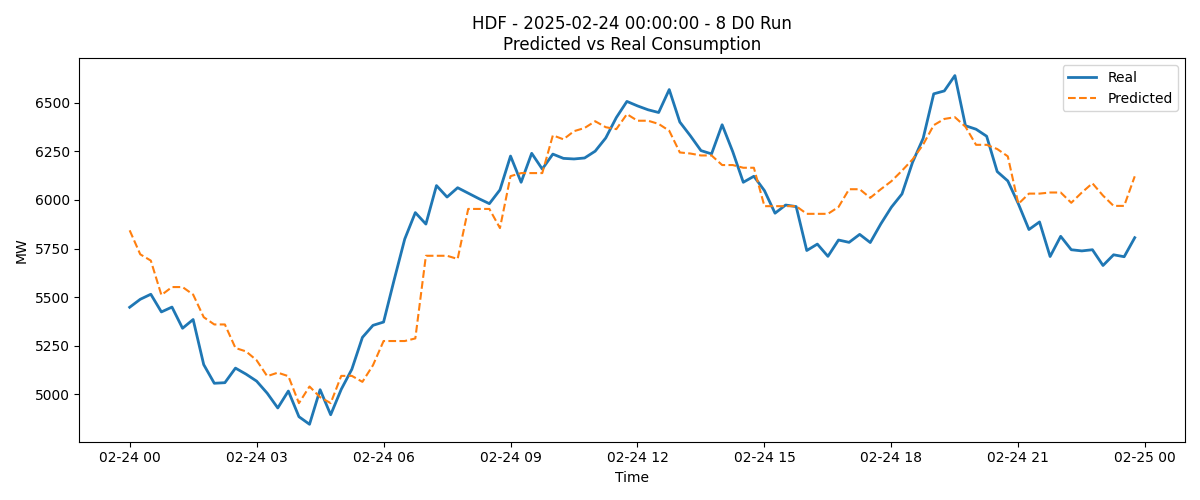 HDF - 2025-02-24 00:00:00 - 8 D0 Run
Predicted vs Real Consumption
Real
Predicted
MW
6500
6250
6000
5750
5500
5250
5000
02-24 00
02-24 03
02-24 06
02-24 09
02-24 12
02-24 15
02-24 18
02-24 21
02-25 00
Time